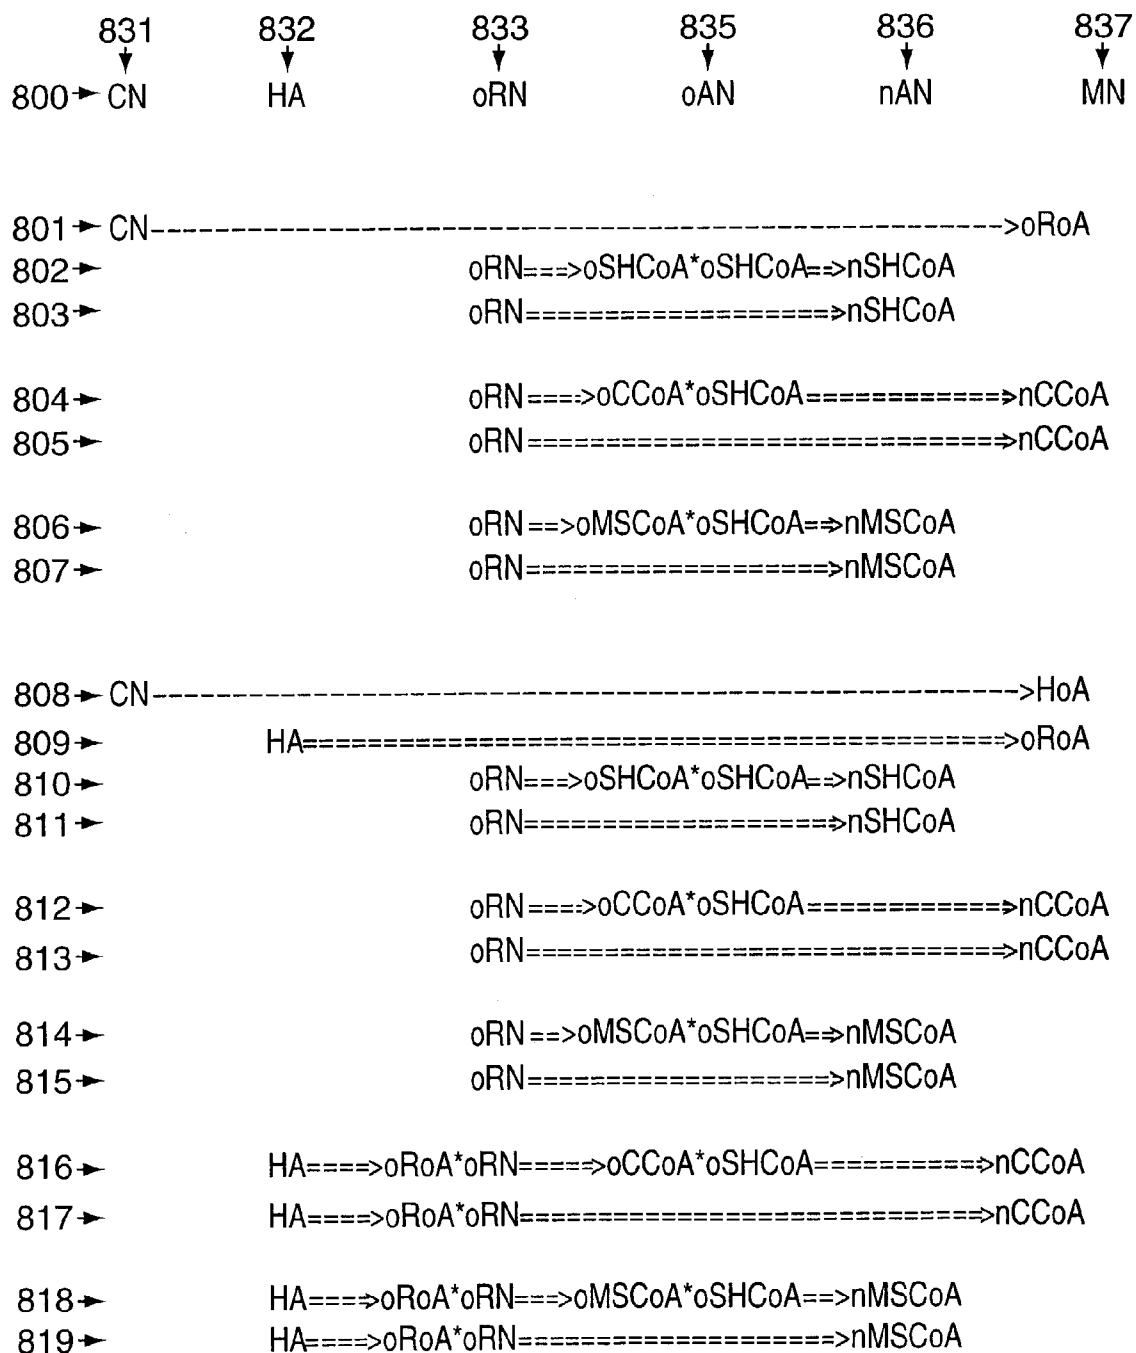 831 832 833 835 836 837
800 CN HA oRN oAN nAN MN
801 CN---------------------------------------->oRoA
802 oRN===>oSHCoA*oSHCoA==>nSHCoA
803 oRN===================>nSHCoA
804 oRN====>oCCoA*oSHCoA============>nCCoA
805 oRN==============================>nCCoA
806 oRN==>oMSCoA*oSHCoA==>nMSCoA
807 oRN===================>nMSCoA
808 CN---------------------------------------->HoA
809 HA===========================================>oRoA
810 oRN===>oSHCoA*oSHCoA==>nSHCoA
811 oRN===================>nSHCoA
812 oRN====>oCCoA*oSHCoA============>nCCoA
813 oRN==============================>nCCoA
814 oRN==>oMSCoA*oSHCoA==>nMSCoA
815 oRN===================>nMSCoA
816 HA====>oRoA*oRN=====>oCCoA*oSHCoA==========>nCCoA
817 HA====>oRoA*oRN=============================>nCCoA
818 HA====>oRoA*oRN===>oMSCoA*oSHCoA==>nMSCoA
819 HA====>oRoA*oRN===================>nMSCoA